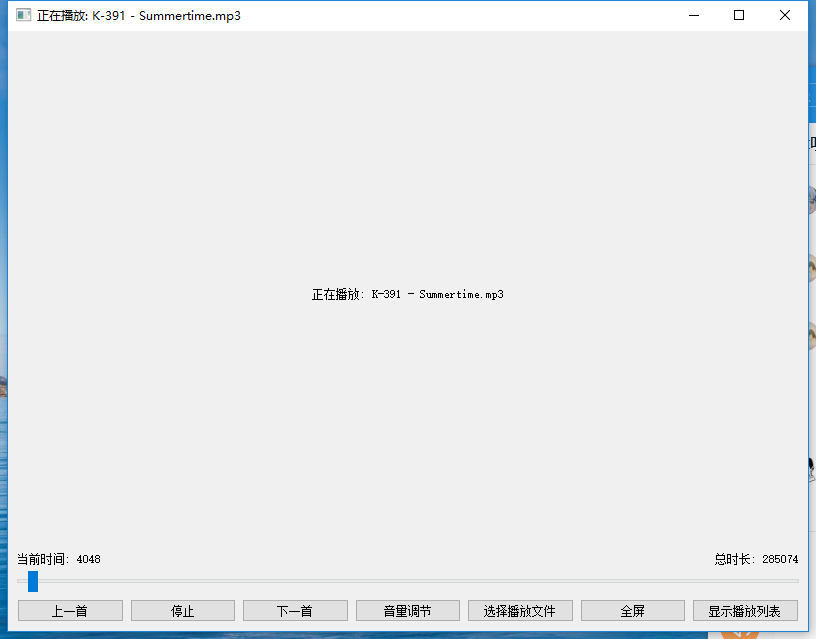 正在播放: K-391 - Summertime.mp3
正在播放: K-391 - Summertime.mp3
当前时间: 4048
总时长: 285074
上一首
停止
下一首
音量调节
选择播放文件
全屏
显示播放列表